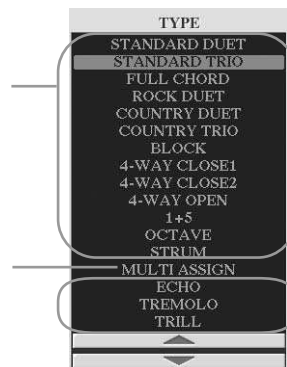 TYPE
STANDARD DUET
STANDARD TRIO
FULL CHORD
ROCK DUET
COUNTRY DUET
COUNTRY TRIO
BLOCK
4-WAY CLOSE1
4-WAY CLOSE2
4-WAY OPEN
1+5
OCTAVE
STRUM
MULTI ASSIGN
ECHO
TREMOLO
TRILL